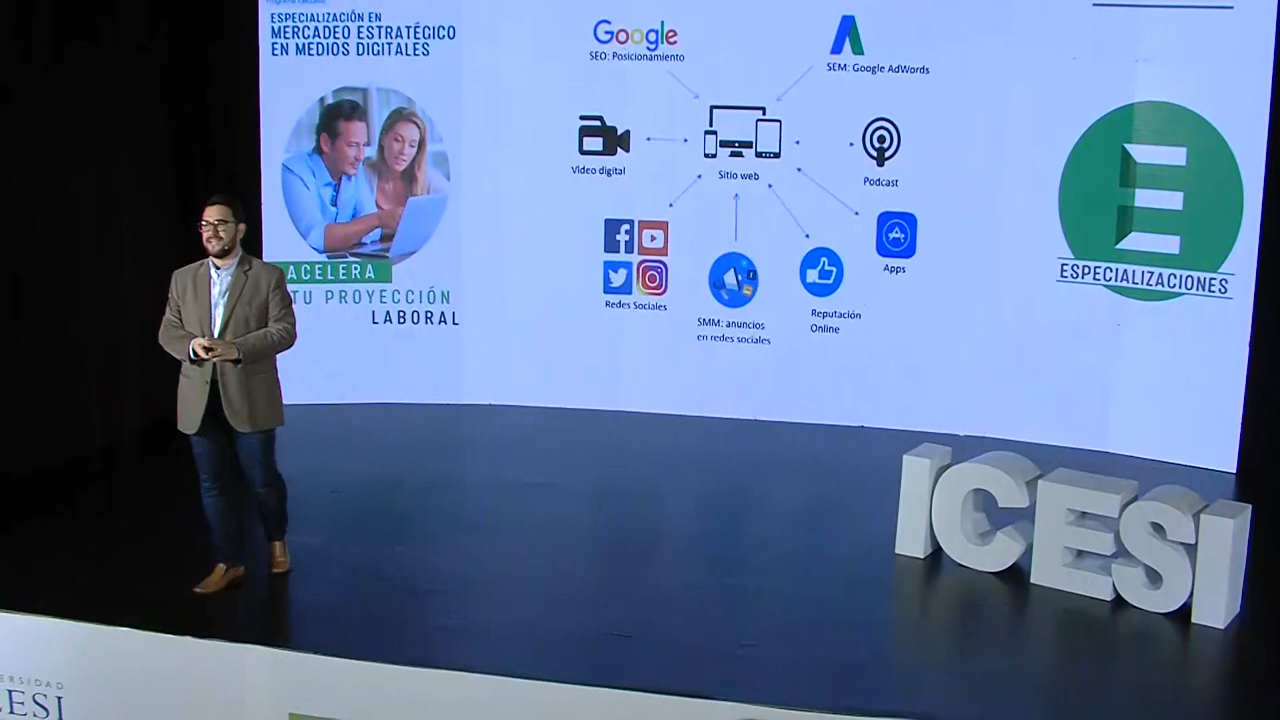 ESPECIALIZACIÓN EN
MERCADEO ESTRATÉGICO
EN MEDIOS DIGITALES
ACELERA
TU PROYECCIÓN
LABORAL
Google
SEO: Posicionamiento
SEM: Google AdWords
Video digital
Sitio web
Podcast
Redes Sociales
SMM: anuncios
en redes sociales
Reputación
Online
Apps
E
ESPECIALIZACIONES
ICESI